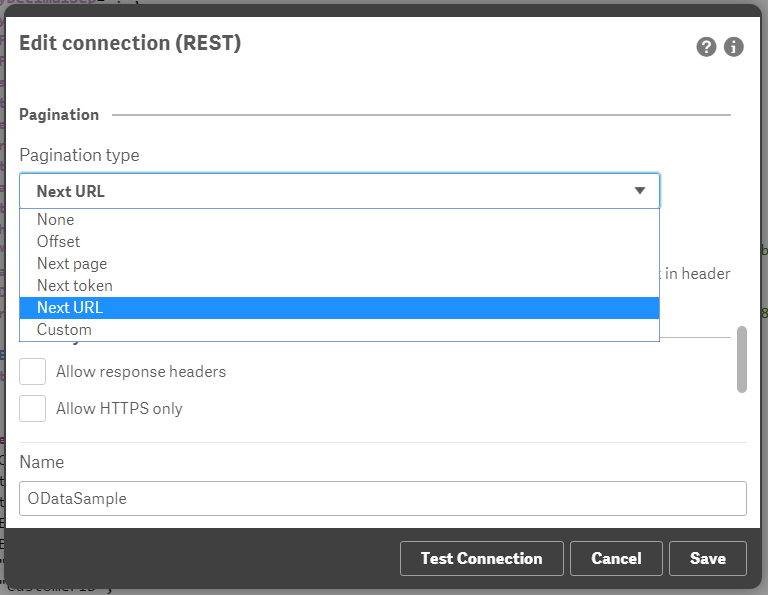 Edit connection (REST)
Pagination
Pagination type
Next URL
None
Offset
Next page
Next token
Next URL
Custom
in header
Allow response headers
Allow HTTPS only
Name
ODataSample
Test Connection
Cancel
Save